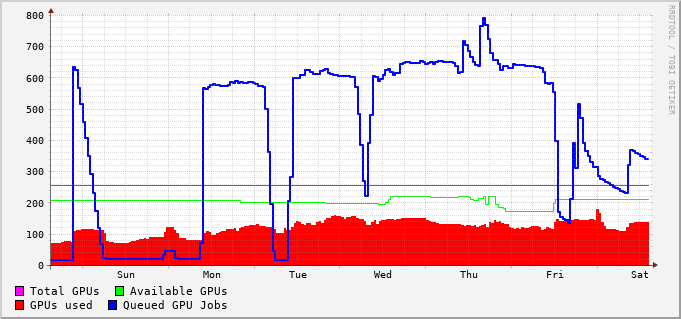 800
700
600
500
400
300
200
100
0
Sun Mon Tue Wed Thu Fri Sat
Total GPUs Available GPUs
GPUs used Queued GPU Jobs
RRDTOOL / TOBI OETIKER